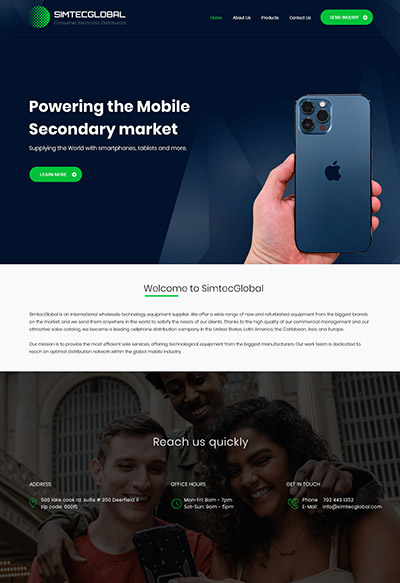 SIMTECGLOBAL
Consumer Electronic Distributors
Home About Us Products Contact Us SEND INQUIRY
Powering the Mobile
Secondary market
Supplying the World with smartphones, tablets and more.
LEARN MORE
Welcome to SimtecGlobal
SimtecGlobal is an international wholesale technology equipment supplier. We offer a wide range of new and refurbished equipment from the biggest brands
on the market, and we send them anywhere in the world to satisfy the needs of our clients. Thanks to the high quality of our commercial management and our
attractive sales catalog, we became a leading cellphone distribution company in the United States, Latin America, the Caribbean, Asia, and Europe.
Our mission is to provide the most efficient sale services, offering technological equipment from the biggest manufacturers. Our work team is dedicated to
reach an optimal distribution network within the global mobile industry.
Reach us quickly
ADDRESS
500 lake cook rd, suite # 350 Deerfield Il
zip code, 60015
OFFICE HOURS
Mon-Fri: 8am - 7pm
Sat-Sun: 9am - 5pm
GET IN TOUCH
Phone 702 443 1352
E-Mail info@simtecglobal.com